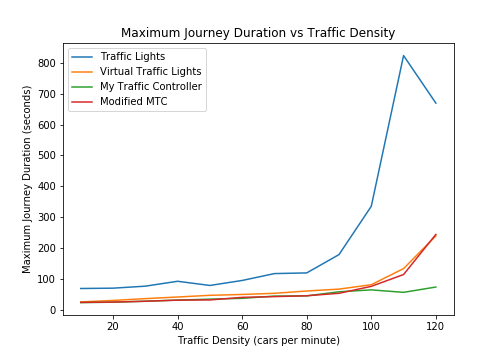 Maximum Journey Duration vs Traffic Density
Traffic Lights
Virtual Traffic Lights
My Traffic Controller
Modified MTC
Maximum Journey Duration (seconds)
800
700
600
500
400
300
200
100
0
20 40 60 80 100 120
Traffic Density (cars per minute)